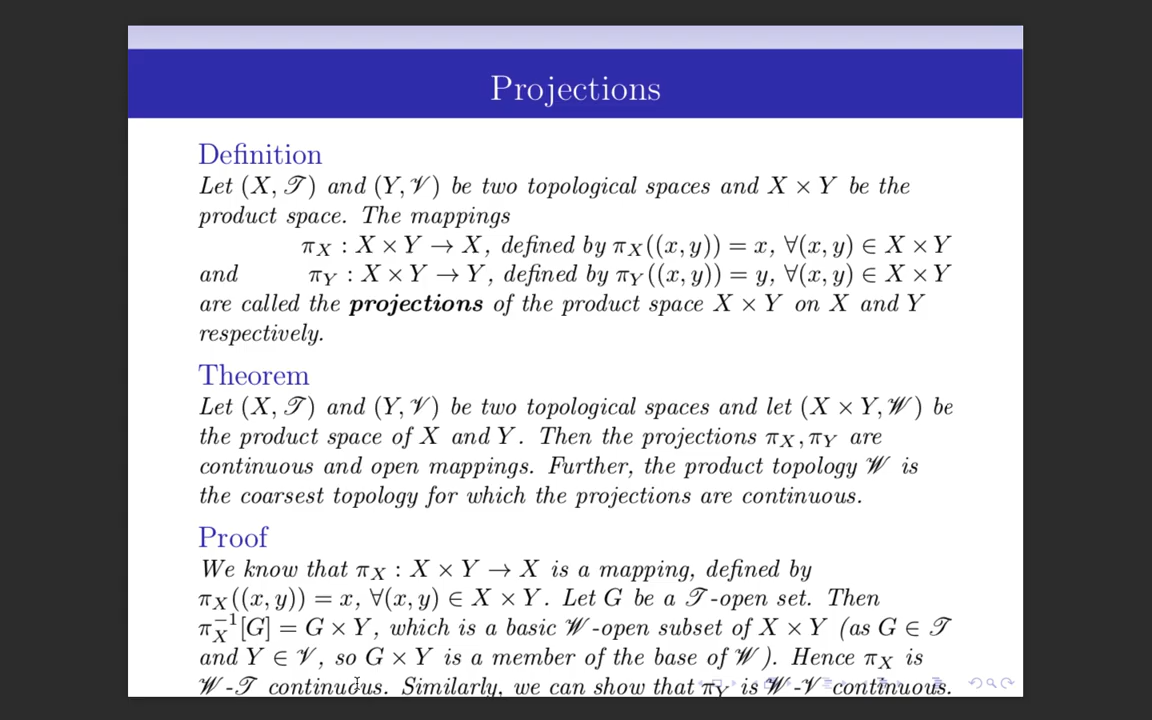 Projections
Definition
Let (X, 𝒯) and (Y, 𝒱) be two topological spaces and X × Y be the
product space. The mappings
π_X : X × Y → X, defined by π_X((x, y)) = x, ∀(x, y) ∈ X × Y
and π_Y : X × Y → Y, defined by π_Y((x, y)) = y, ∀(x, y) ∈ X × Y
are called the projections of the product space X × Y on X and Y
respectively.
Theorem
Let (X, 𝒯) and (Y, 𝒱) be two topological spaces and let (X × Y, 𝒲) be
the product space of X and Y. Then the projections π_X, π_Y are
continuous and open mappings. Further, the product topology 𝒲 is
the coarsest topology for which the projections are continuous.
Proof
We know that π_X : X × Y → X is a mapping, defined by
π_X((x, y)) = x, ∀(x, y) ∈ X × Y. Let G be a 𝒯-open set. Then
π_X^{-1}[G] = G × Y, which is a basic 𝒲-open subset of X × Y (as G ∈ 𝒯
and Y ∈ 𝒱, so G × Y is a member of the base of 𝒲). Hence π_X is
𝒲-𝒯 continuous. Similarly, we can show that π_Y is 𝒲-𝒱 continuous.